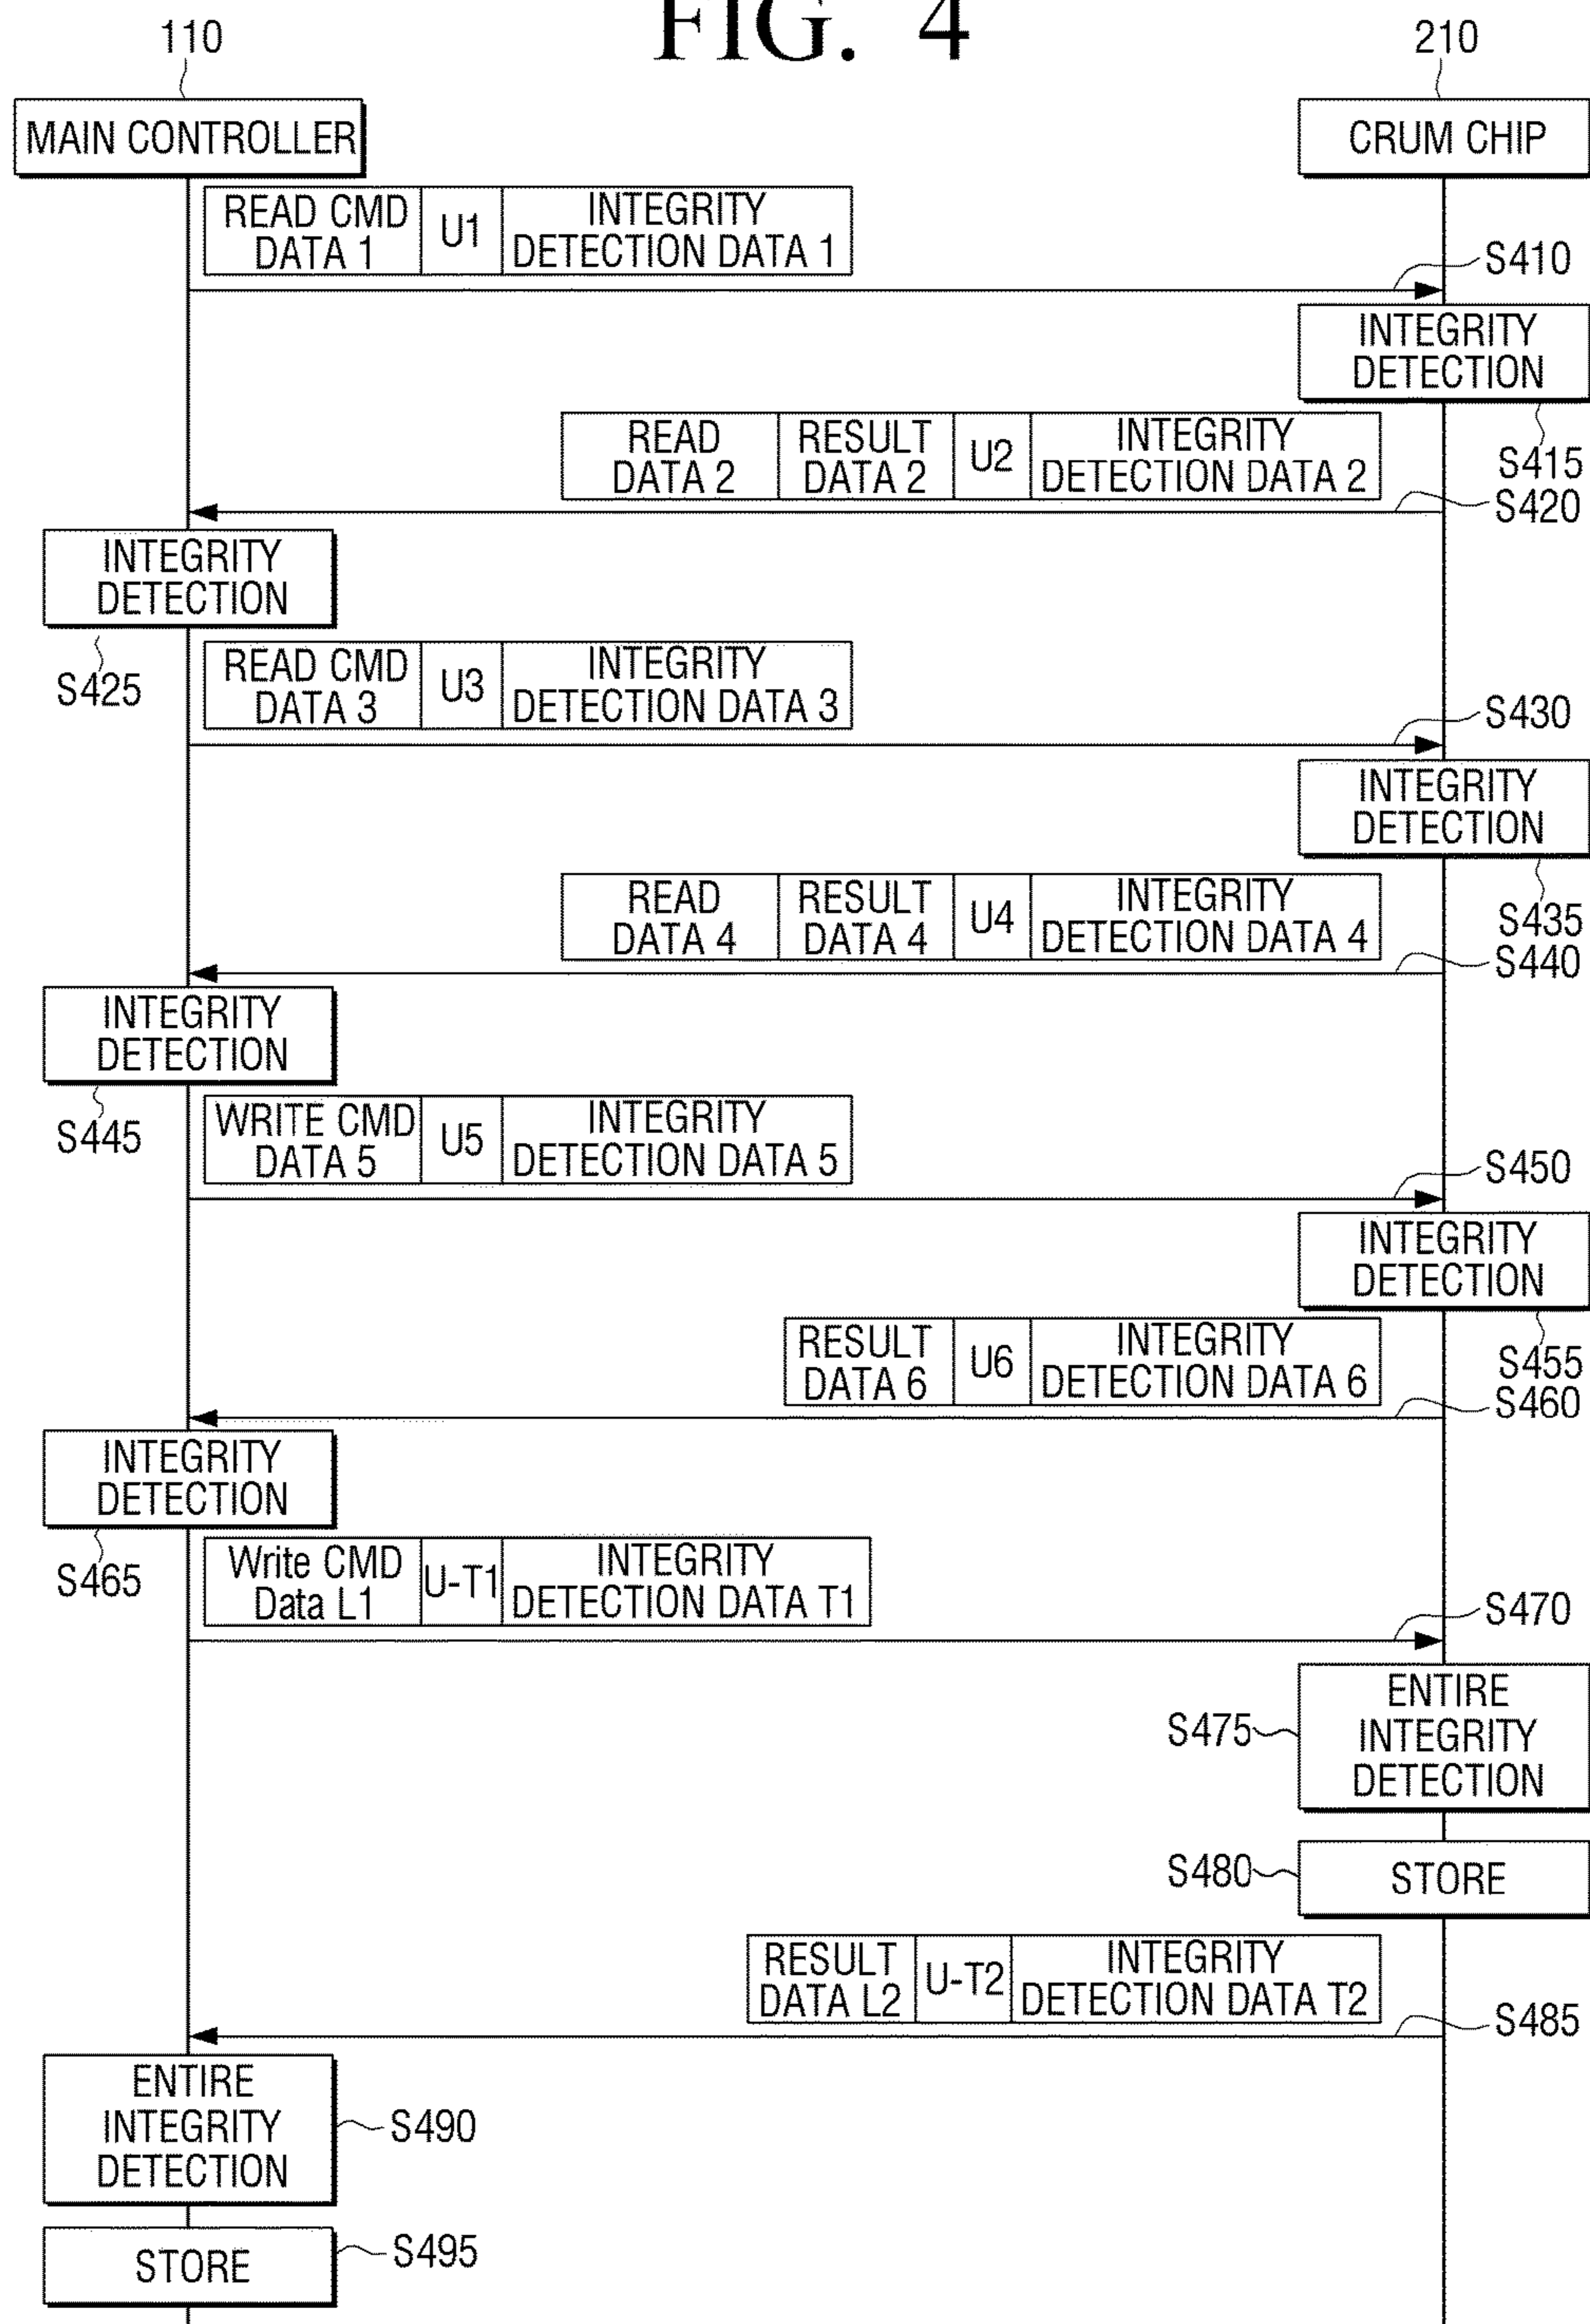 FIG. 4
110
210
MAIN CONTROLLER
CRUM CHIP
READ CMD
DATA 1
U1
INTEGRITY
DETECTION DATA 1
S410
INTEGRITY
DETECTION
S415
READ
DATA 2
RESULT
DATA 2
U2
INTEGRITY
DETECTION DATA 2
S420
INTEGRITY
DETECTION
S425
READ CMD
DATA 3
U3
INTEGRITY
DETECTION DATA 3
S430
INTEGRITY
DETECTION
S435
READ
DATA 4
RESULT
DATA 4
U4
INTEGRITY
DETECTION DATA 4
S440
INTEGRITY
DETECTION
S445
WRITE CMD
DATA 5
U5
INTEGRITY
DETECTION DATA 5
S450
INTEGRITY
DETECTION
S455
RESULT
DATA 6
U6
INTEGRITY
DETECTION DATA 6
S460
INTEGRITY
DETECTION
S465
Write CMD
Data L1
U-T1
INTEGRITY
DETECTION DATA T1
S470
ENTIRE
INTEGRITY
DETECTION
S475
STORE
S480
RESULT
DATA L2
U-T2
INTEGRITY
DETECTION DATA T2
S485
ENTIRE
INTEGRITY
DETECTION
S490
STORE
S495